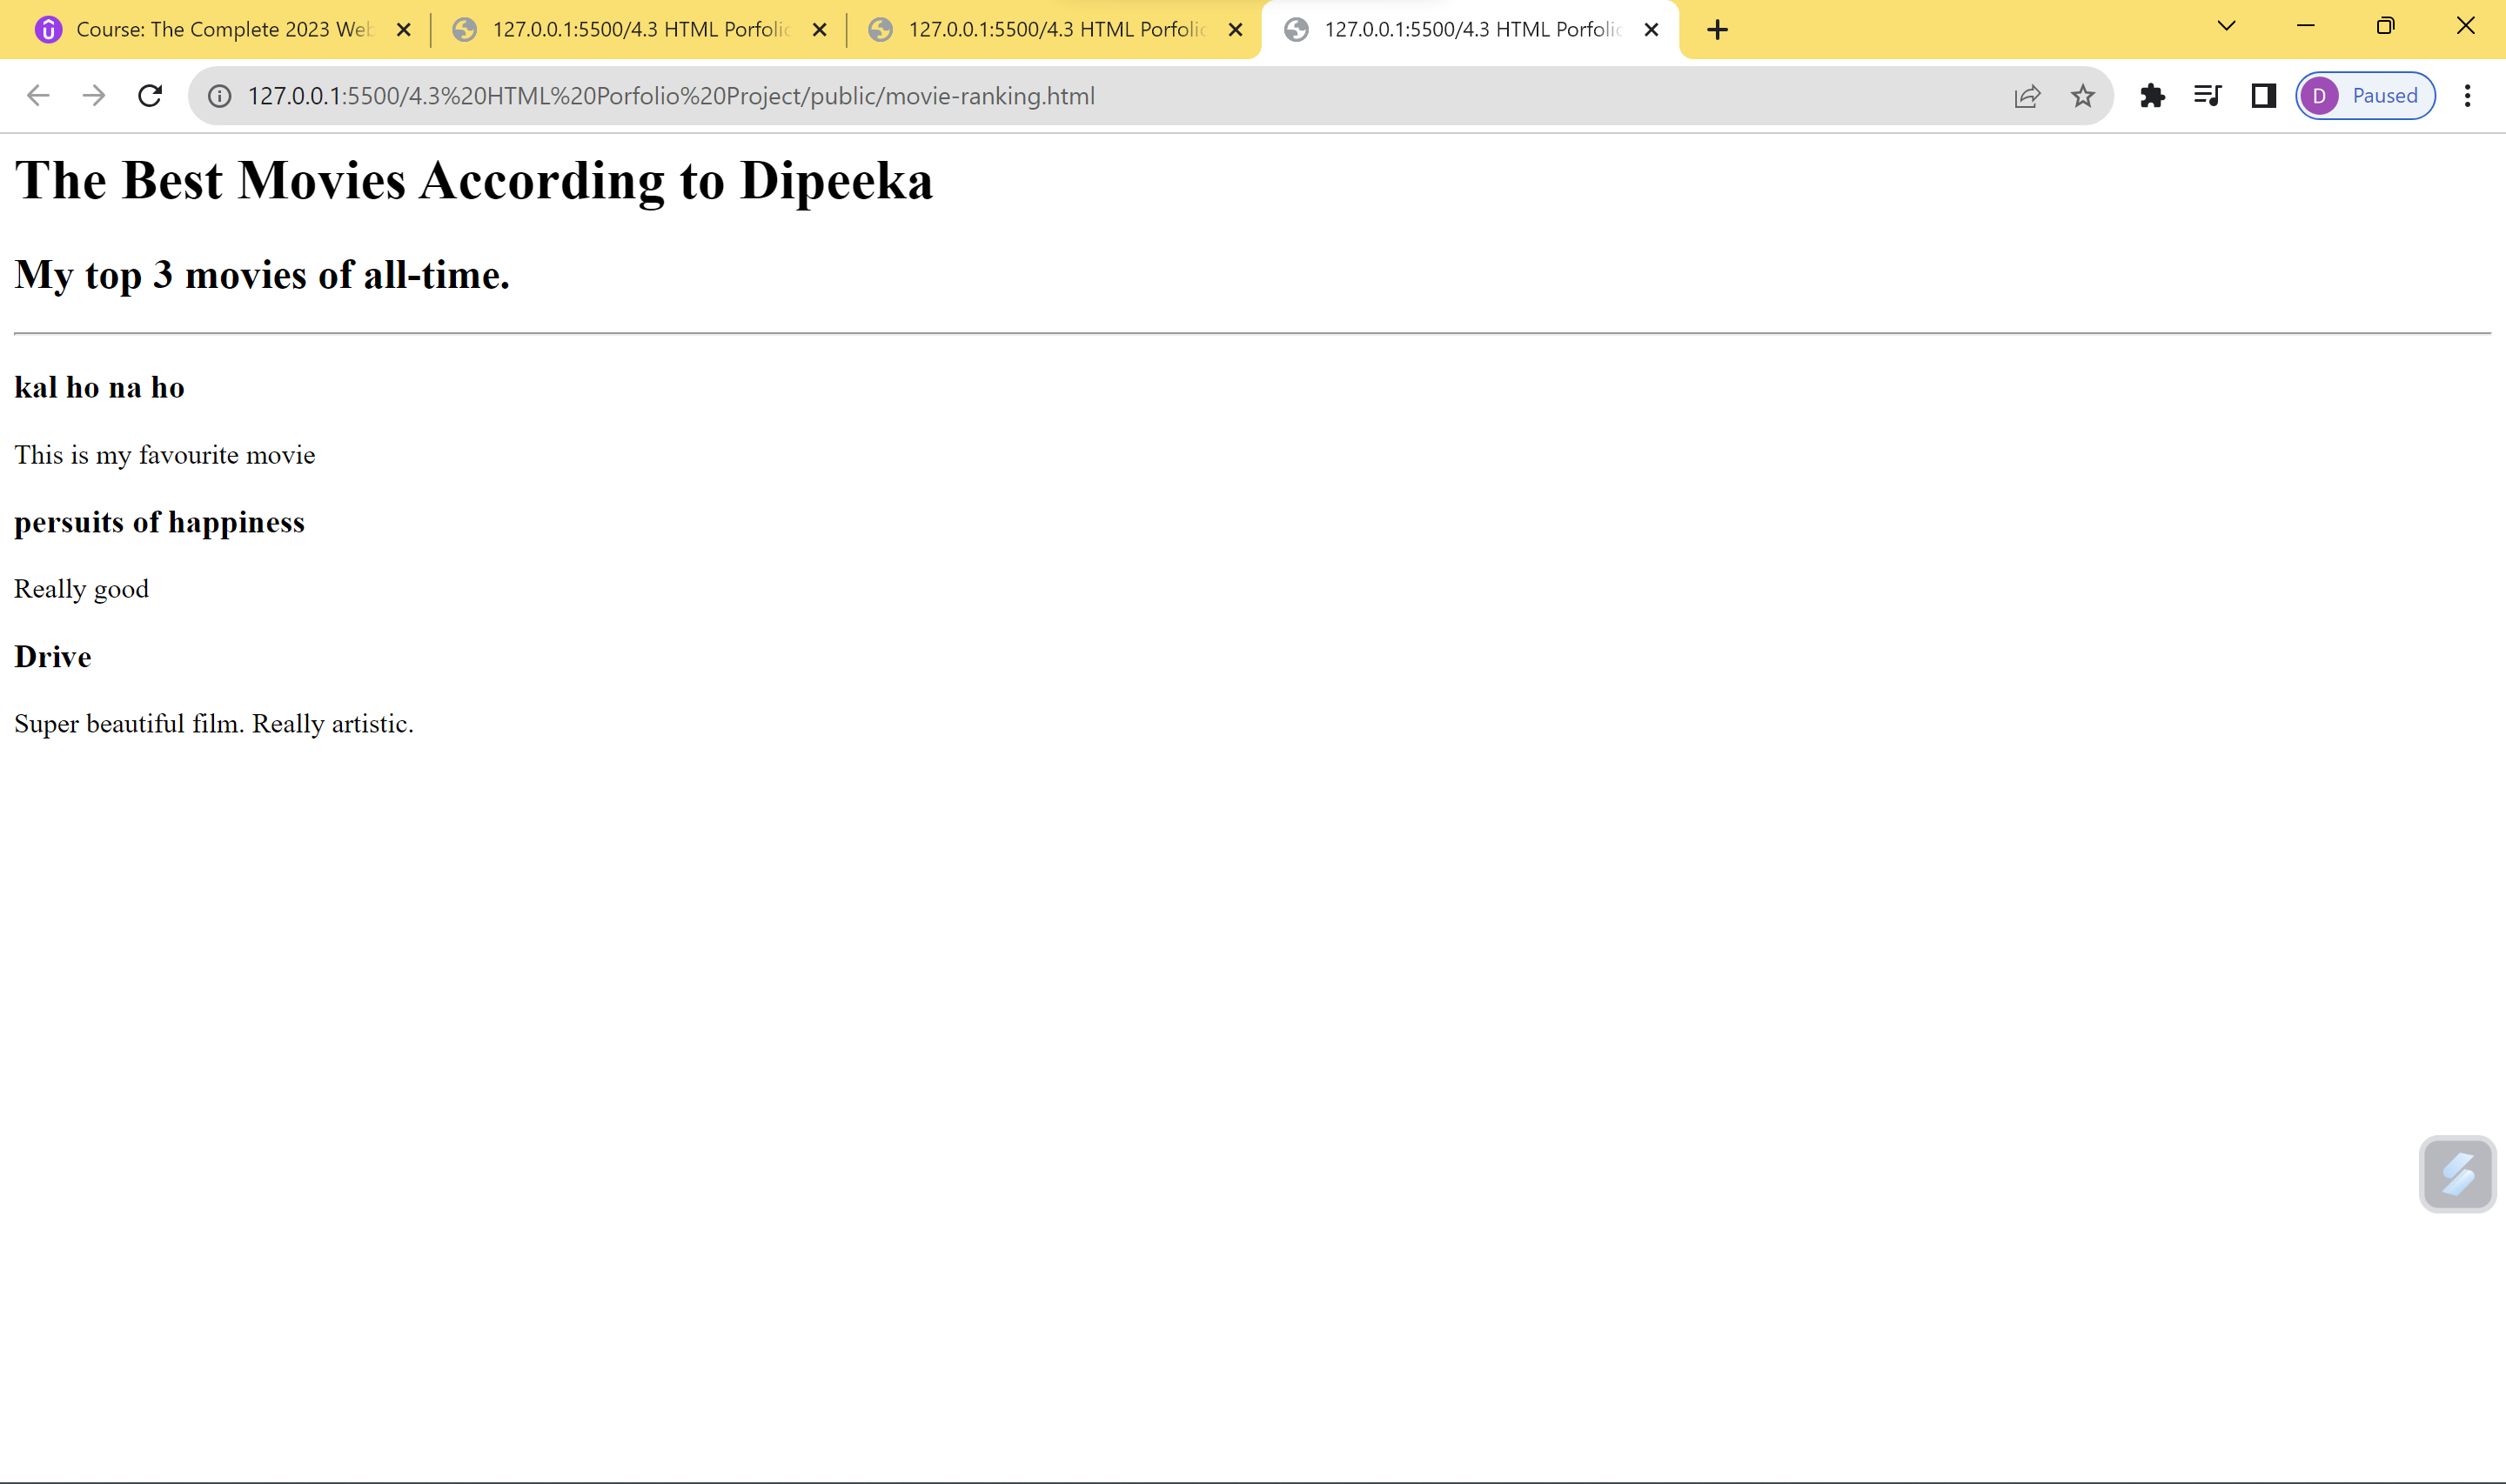 Course: The Complete 2023 Web
127.0.0.1:5500/4.3 HTML Porfolio
127.0.0.1:5500/4.3 HTML Porfolio
127.0.0.1:5500/4.3 HTML Porfolio
127.0.0.1:5500/4.3%20HTML%20Porfolio%20Project/public/movie-ranking.html
D Paused
The Best Movies According to Dipeeka
My top 3 movies of all-time.
kal ho na ho
This is my favourite movie
persuits of happiness
Really good
Drive
Super beautiful film. Really artistic.